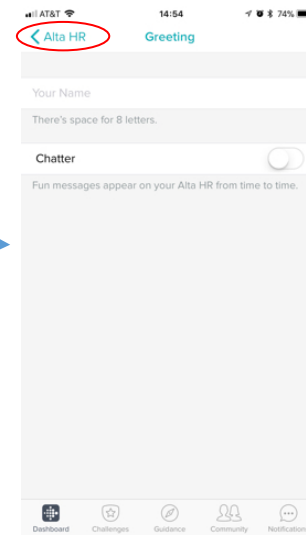 AT&T 14:54 74%
Alta HR Greeting
Your Name
There's space for 8 letters.
Chatter
Fun messages appear on your Alta HR from time to time.
Dashboard Challenges Guidance Community Notification